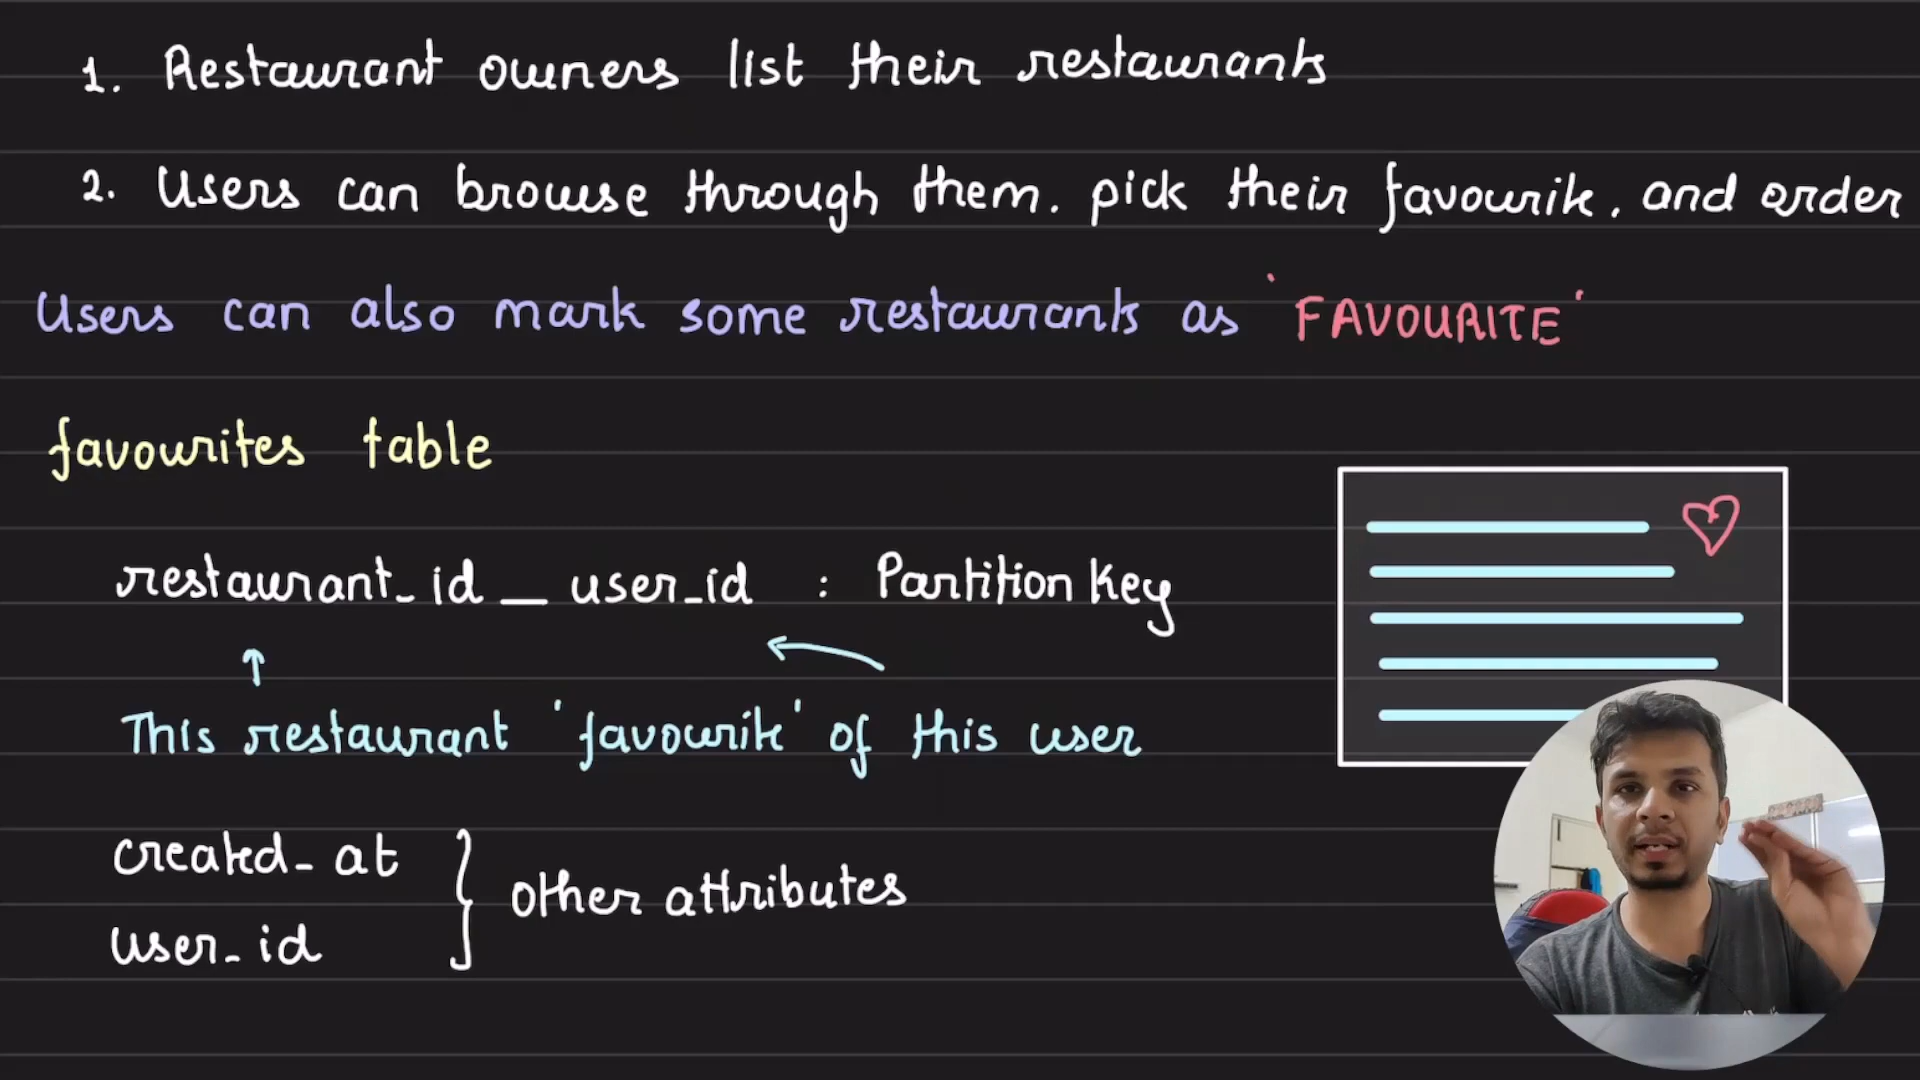 1. Restaurant owners list their restaurants
2. Users can browse through them. pick their favourite, and order
Users can also mark some restaurants as 'FAVOURITE'
favourites table
restaurant_id__user_id : Partition Key
This restaurant 'favourite' of this user
created_at
user_id
other attributes